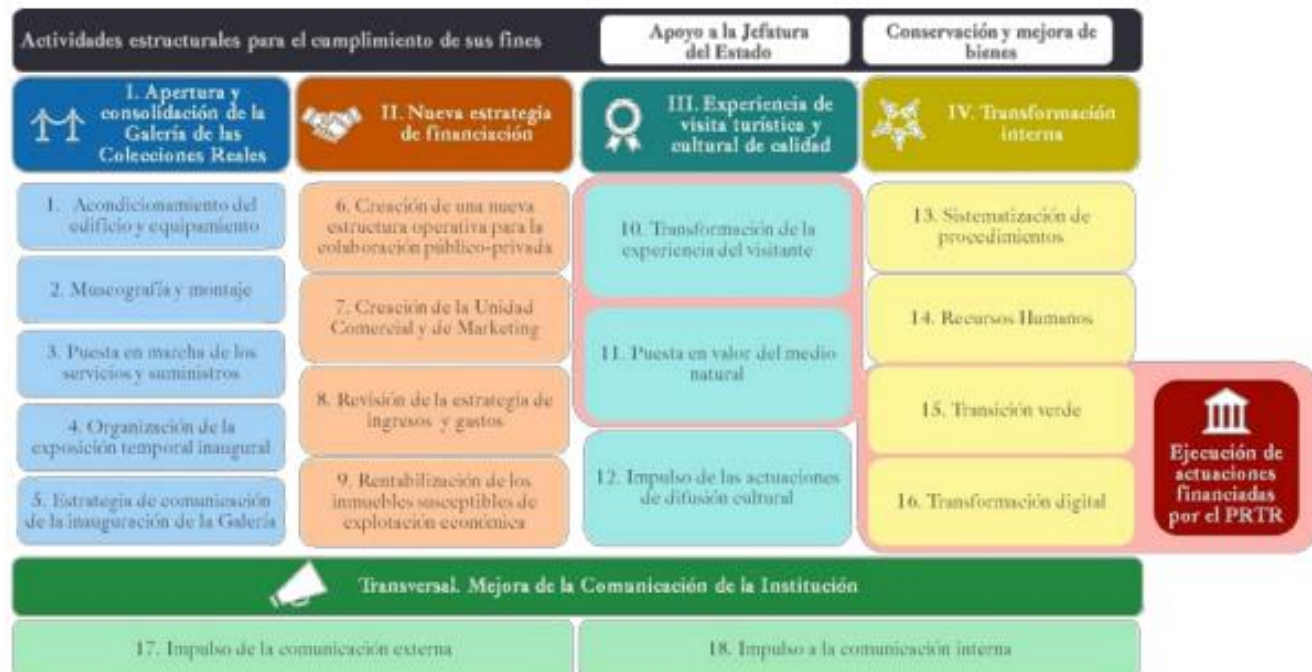 Actividades estructurales para el cumplimiento de sus fines
Apoyo a la Jefatura
del Estado
Conservación y mejora de
bienes
I. Apertura y
consolidación de la
Galería de las
Colecciones Reales
II. Nueva estrategia
de financiación
III. Experiencia de
visita turística y
cultural de calidad
IV. Transformación
interna
1. Acondicionamiento del
edificio y equipamiento
2. Museografía y montaje
3. Puesta en marcha de los
servicios y suministros
4. Organización de la
exposición temporal inaugural
5. Estrategia de comunicación
de la inauguración de la Galería
6. Creación de una nueva
estructura operativa para la
colaboración público-privada
7. Creación de la Unidad
Comercial y de Marketing
8. Revisión de la estrategia de
ingresos y gastos
9. Rentabilización de los
inmuebles susceptibles de
explotación económica
10. Transformación de la
experiencia del visitante
11. Puesta en valor del medio
natural
12. Impulso de las actuaciones
de difusión cultural
13. Sistematización de
procedimientos
14. Recursos Humanos
15. Transición verde
16. Transformación digital
Ejecución de
actuaciones
financiadas
por el PRTR
Transversal. Mejora de la Comunicación de la Institución
17. Impulso de la comunicación externa
18. Impulso a la comunicación interna